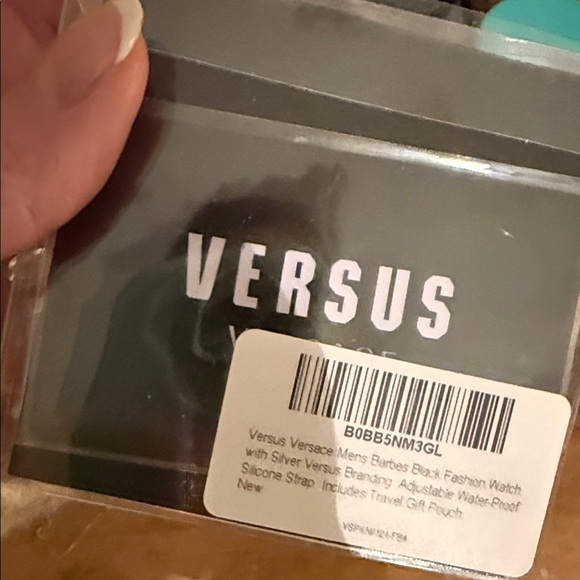 VERSUS
B0BB5NM3GL
Versus Versace Mens Barbes Black Fashion Watch
with Silver Versus Branding. Adjustable Water-Proof
Silicone Strap. Includes Travel Gift Pouch.
New